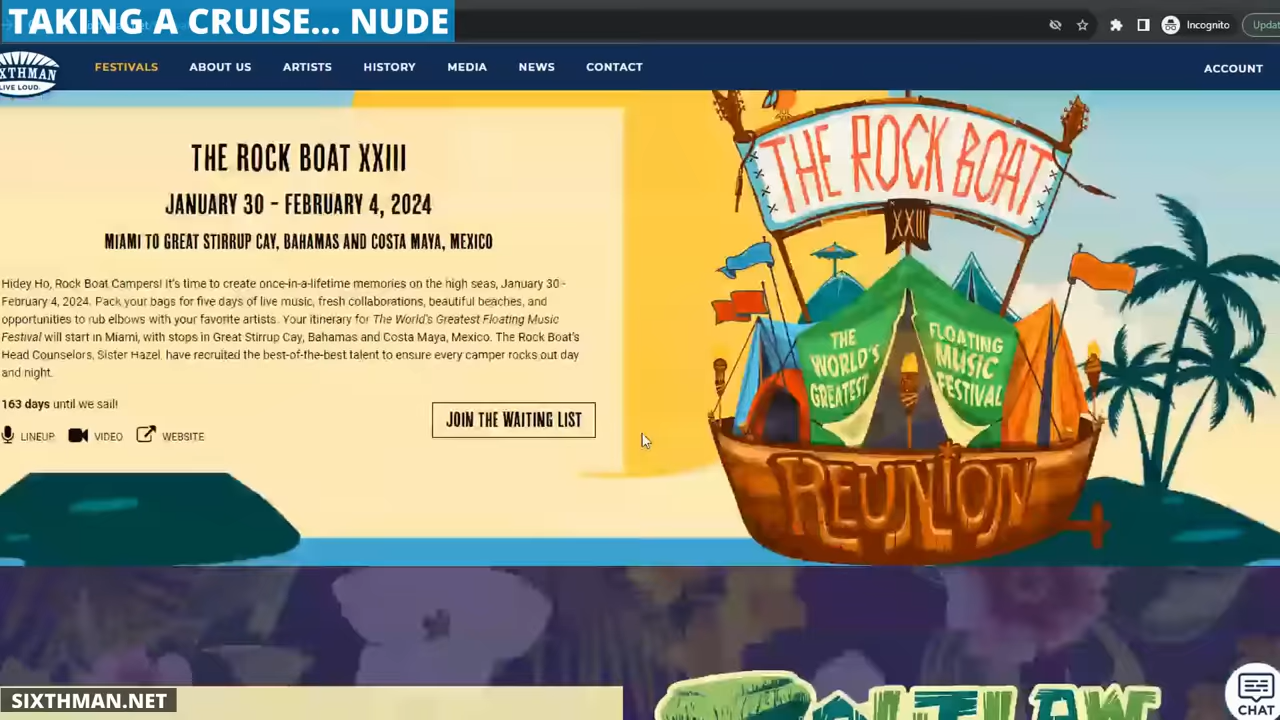 TAKING A CRUISE... NUDE
Incognito
SIXTHMAN
LIVE LOUD.
FESTIVALS
ABOUT US
ARTISTS
HISTORY
MEDIA
NEWS
CONTACT
ACCOUNT
THE ROCK BOAT XXIII
JANUARY 30 - FEBRUARY 4, 2024
MIAMI TO GREAT STIRRUP CAY, BAHAMAS AND COSTA MAYA, MEXICO
Hidey Ho, Rock Boat Campers! It's time to create once-in-a-lifetime memories on the high seas, January 30 -
February 4, 2024. Pack your bags for five days of live music, fresh collaborations, beautiful beaches, and
opportunities to rub elbows with your favorite artists. Your itinerary for The World's Greatest Floating Music
Festival will start in Miami, with stops in Great Stirrup Cay, Bahamas and Costa Maya, Mexico. The Rock Boat's
Head Counselors, Sister Hazel, have recruited the best-of-the-best talent to ensure every camper rocks out day
and night.
163 days until we sail!
JOIN THE WAITING LIST
LINEUP
VIDEO
WEBSITE
THE ROCK BOAT
XXIII
THE
WORLD'S
GREATEST
FLOATING
MUSIC
FESTIVAL
REUNION
SIXTHMAN.NET
CHAT